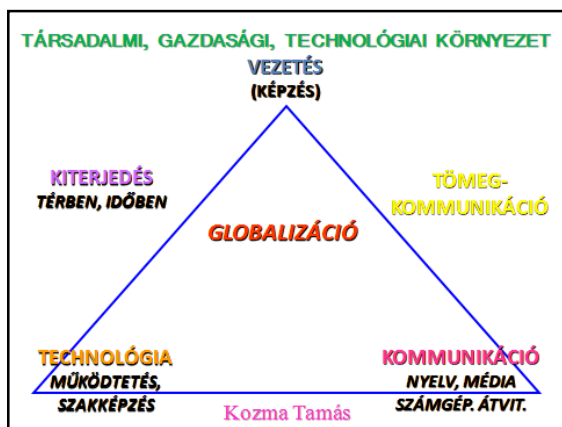 TÁRSADALMI, GAZDASÁGI, TECHNOLÓGIAI KÖRNYEZET
VEZETÉS
(KÉPZÉS)
KITERJEDÉS
TÉRBEN, IDŐBEN
TÖMEG-
KOMMUNIKÁCIÓ
GLOBALIZÁCIÓ
TECHNOLÓGIA
MŰKÖDTETÉS,
SZAKKÉPZÉS
KOMMUNIKÁCIÓ
NYELV, MÉDIA
SZÁMGÉP. ÁTVIT.
Kozma Tamás